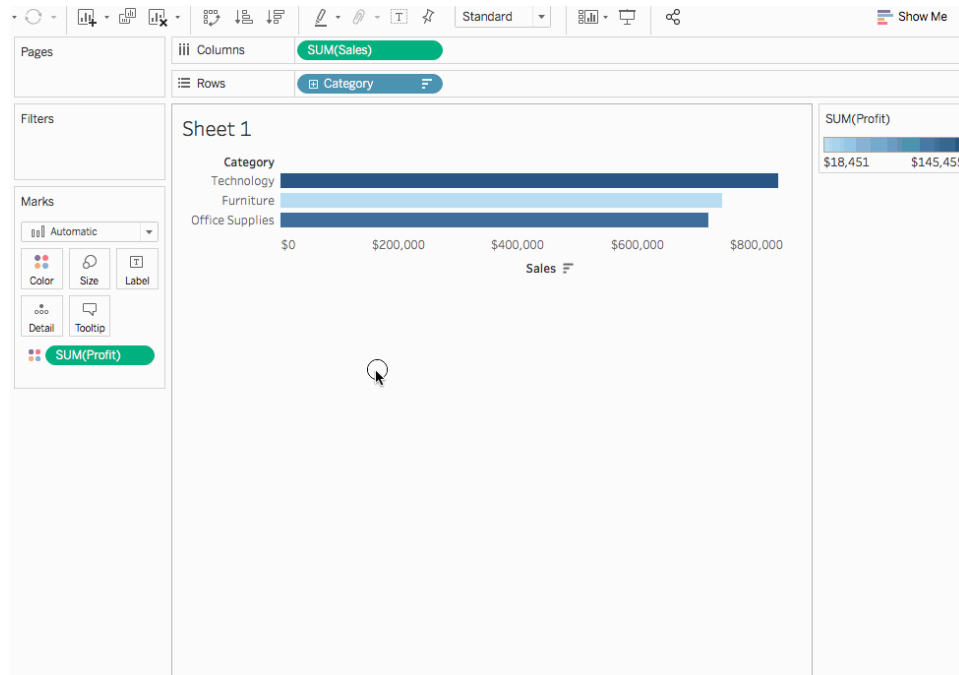 Standard
Show Me
Pages
Columns
SUM(Sales)
Rows
Category
Filters
Sheet 1
SUM(Profit)
$18,451
$145,455
Category
Technology
Furniture
Office Supplies
$0
$200,000
$400,000
$600,000
$800,000
Sales
Marks
Automatic
Color
Size
T
Label
Detail
Tooltip
SUM(Profit)